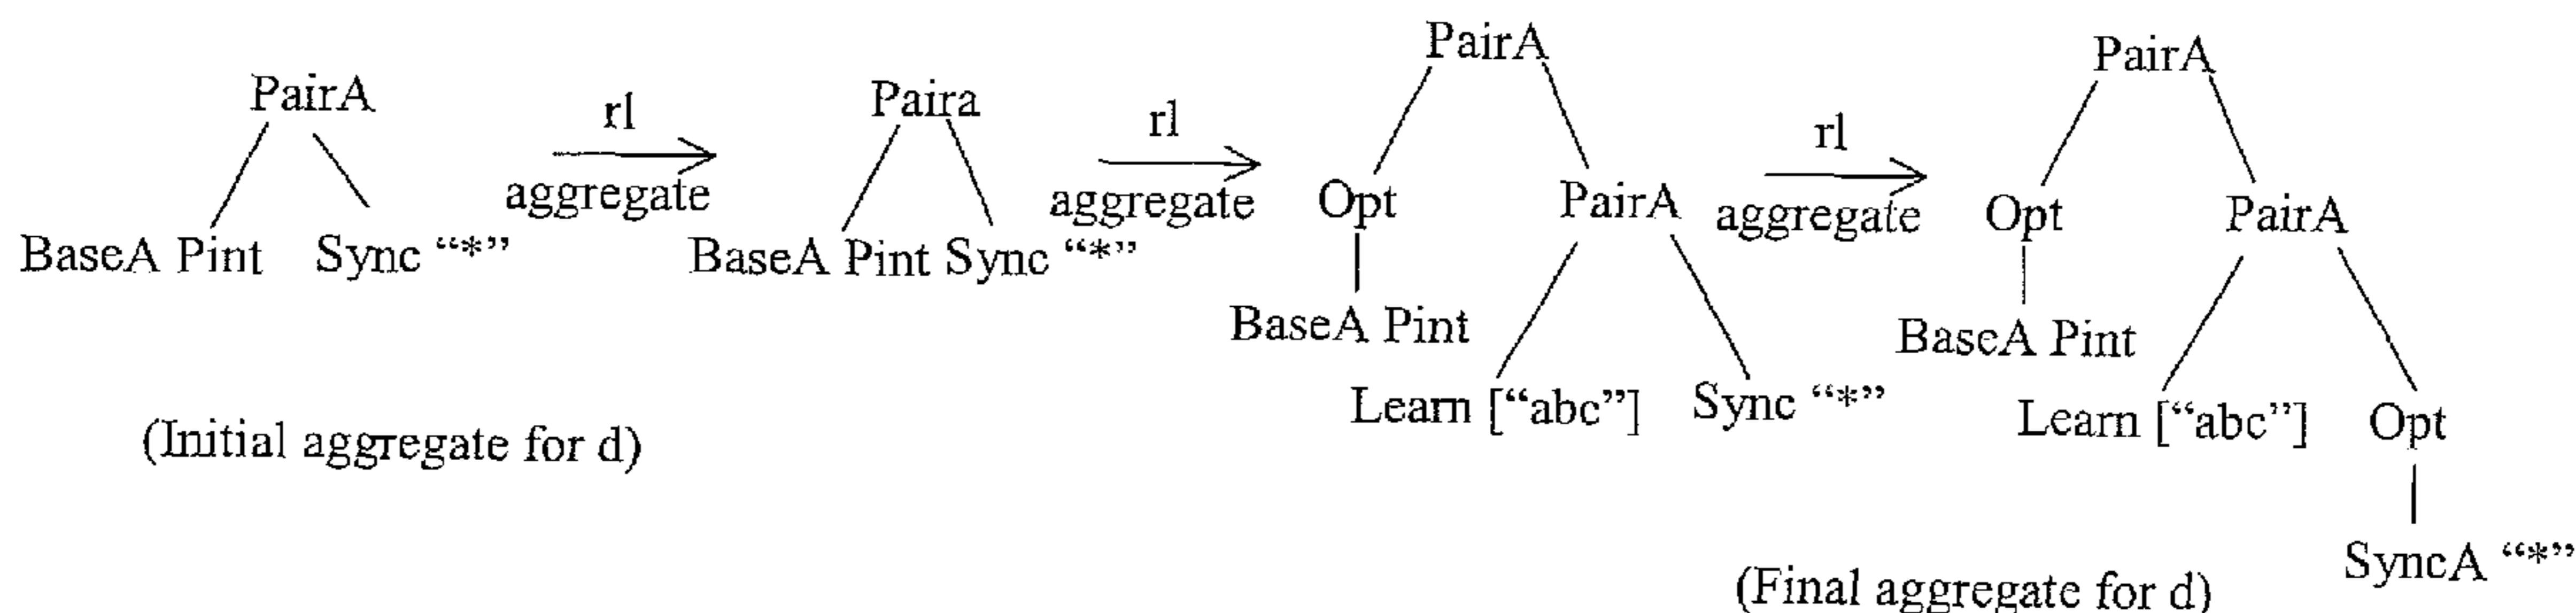 PairA
BaseA Pint Sync “*”
(Initial aggregate for d)
rl
aggregate
Paira
BaseA Pint Sync “*”
rl
aggregate
PairA
Opt PairA
BaseA Pint
Learn [“abc”] Sync “*”
rl
aggregate
PairA
Opt PairA
BaseA Pint
Learn [“abc”] Opt
SyncA “*”
(Final aggregate for d)